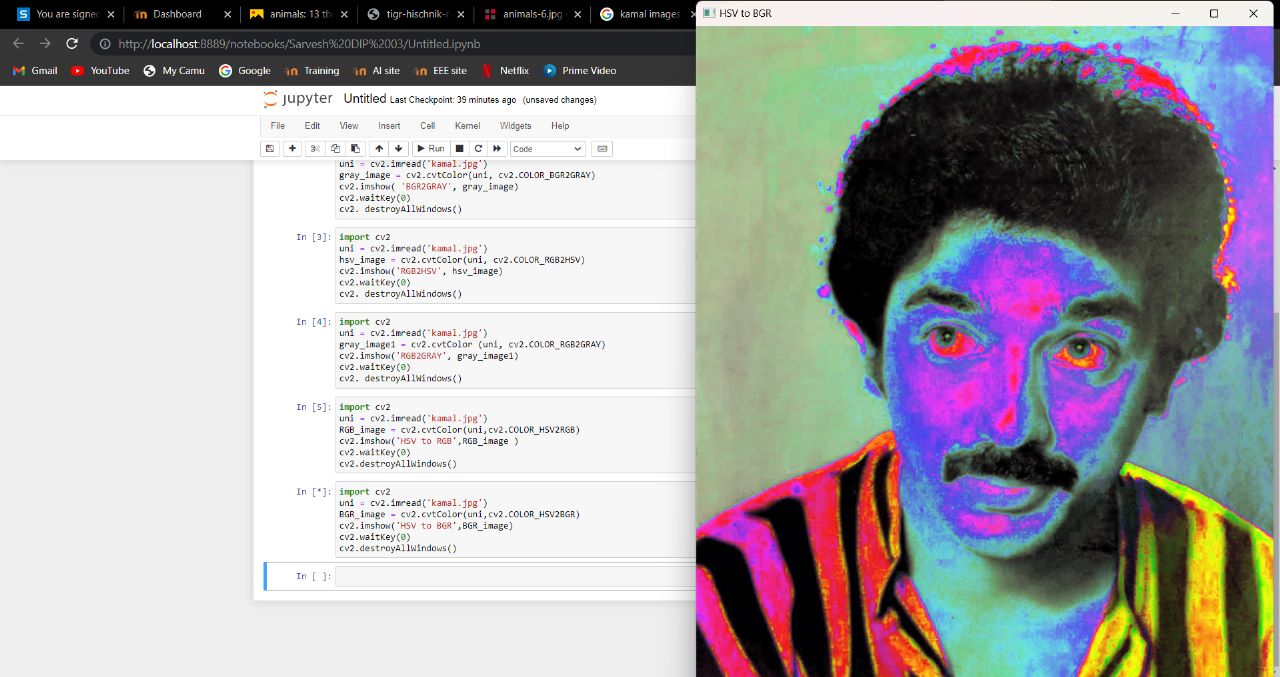 You are signe
Dashboard
animals: 13 th
tigr-hischnik-r
animals-6.jpg
kamal images
http://localhost:8889/notebooks/Sarvesh%20DIP%2003/Untitled.ipynb
Gmail
YouTube
My Camu
Google
Training
AI site
EEE site
Netflix
Prime Video
jupyter Untitled Last Checkpoint: 39 minutes ago (unsaved changes)
File Edit View Insert Cell Kernel Widgets Help
Run Code
uni = cv2.imread('kamal.jpg')
gray_image = cv2.cvtColor(uni, cv2.COLOR_BGR2GRAY)
cv2.imshow( 'BGR2GRAY', gray_image)
cv2.waitKey(0)
cv2. destroyAllWindows()
In [3]: import cv2
uni = cv2.imread('kamal.jpg')
hsv_image = cv2.cvtColor(uni, cv2.COLOR_RGB2HSV)
cv2.imshow('RGB2HSV', hsv_image)
cv2.waitKey(0)
cv2. destroyAllWindows()
In [4]: import cv2
uni = cv2.imread('kamal.jpg')
gray_image1 = cv2.cvtColor (uni, cv2.COLOR_RGB2GRAY)
cv2.imshow('RGB2GRAY', gray_image1)
cv2.waitKey(0)
cv2. destroyAllWindows()
In [5]: import cv2
uni = cv2.imread('kamal.jpg')
RGB_image = cv2.cvtColor(uni,cv2.COLOR_HSV2RGB)
cv2.imshow('HSV to RGB',RGB_image )
cv2.waitKey(0)
cv2.destroyAllWindows()
In [*]: import cv2
uni = cv2.imread('kamal.jpg')
BGR_image = cv2.cvtColor(uni,cv2.COLOR_HSV2BGR)
cv2.imshow('HSV to BGR',BGR_image)
cv2.waitKey(0)
cv2.destroyAllWindows()
In [ ]:
HSV to BGR